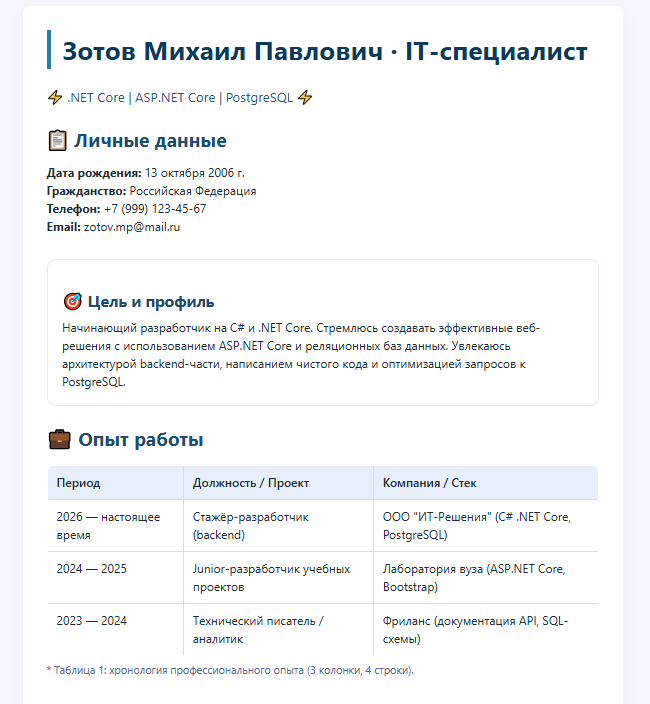 Зотов Михаил Павлович · IT-специалист
⚡ .NET Core | ASP.NET Core | PostgreSQL ⚡
📋 Личные данные
Дата рождения: 13 октября 2006 г.
Гражданство: Российская Федерация
Телефон: +7 (999) 123-45-67
Email: zotov.mp@mail.ru
🎯 Цель и профиль
Начинающий разработчик на C# и .NET Core. Стремлюсь создавать эффективные веб-
решения с использованием ASP.NET Core и реляционных баз данных. Увлекаюсь
архитектурой backend-части, написанием чистого кода и оптимизацией запросов к
PostgreSQL.
💼 Опыт работы
Период
Должность / Проект
Компания / Стек
2026 — настоящее
время
Стажёр-разработчик
(backend)
ООО "ИТ-Решения" (C# .NET Core,
PostgreSQL)
2024 — 2025
Junior-разработчик учебных
проектов
Лаборатория вуза (ASP.NET Core,
Bootstrap)
2023 — 2024
Технический писатель /
аналитик
Фриланс (документация API, SQL-
схемы)
* Таблица 1: хронология профессионального опыта (3 колонки, 4 строки).